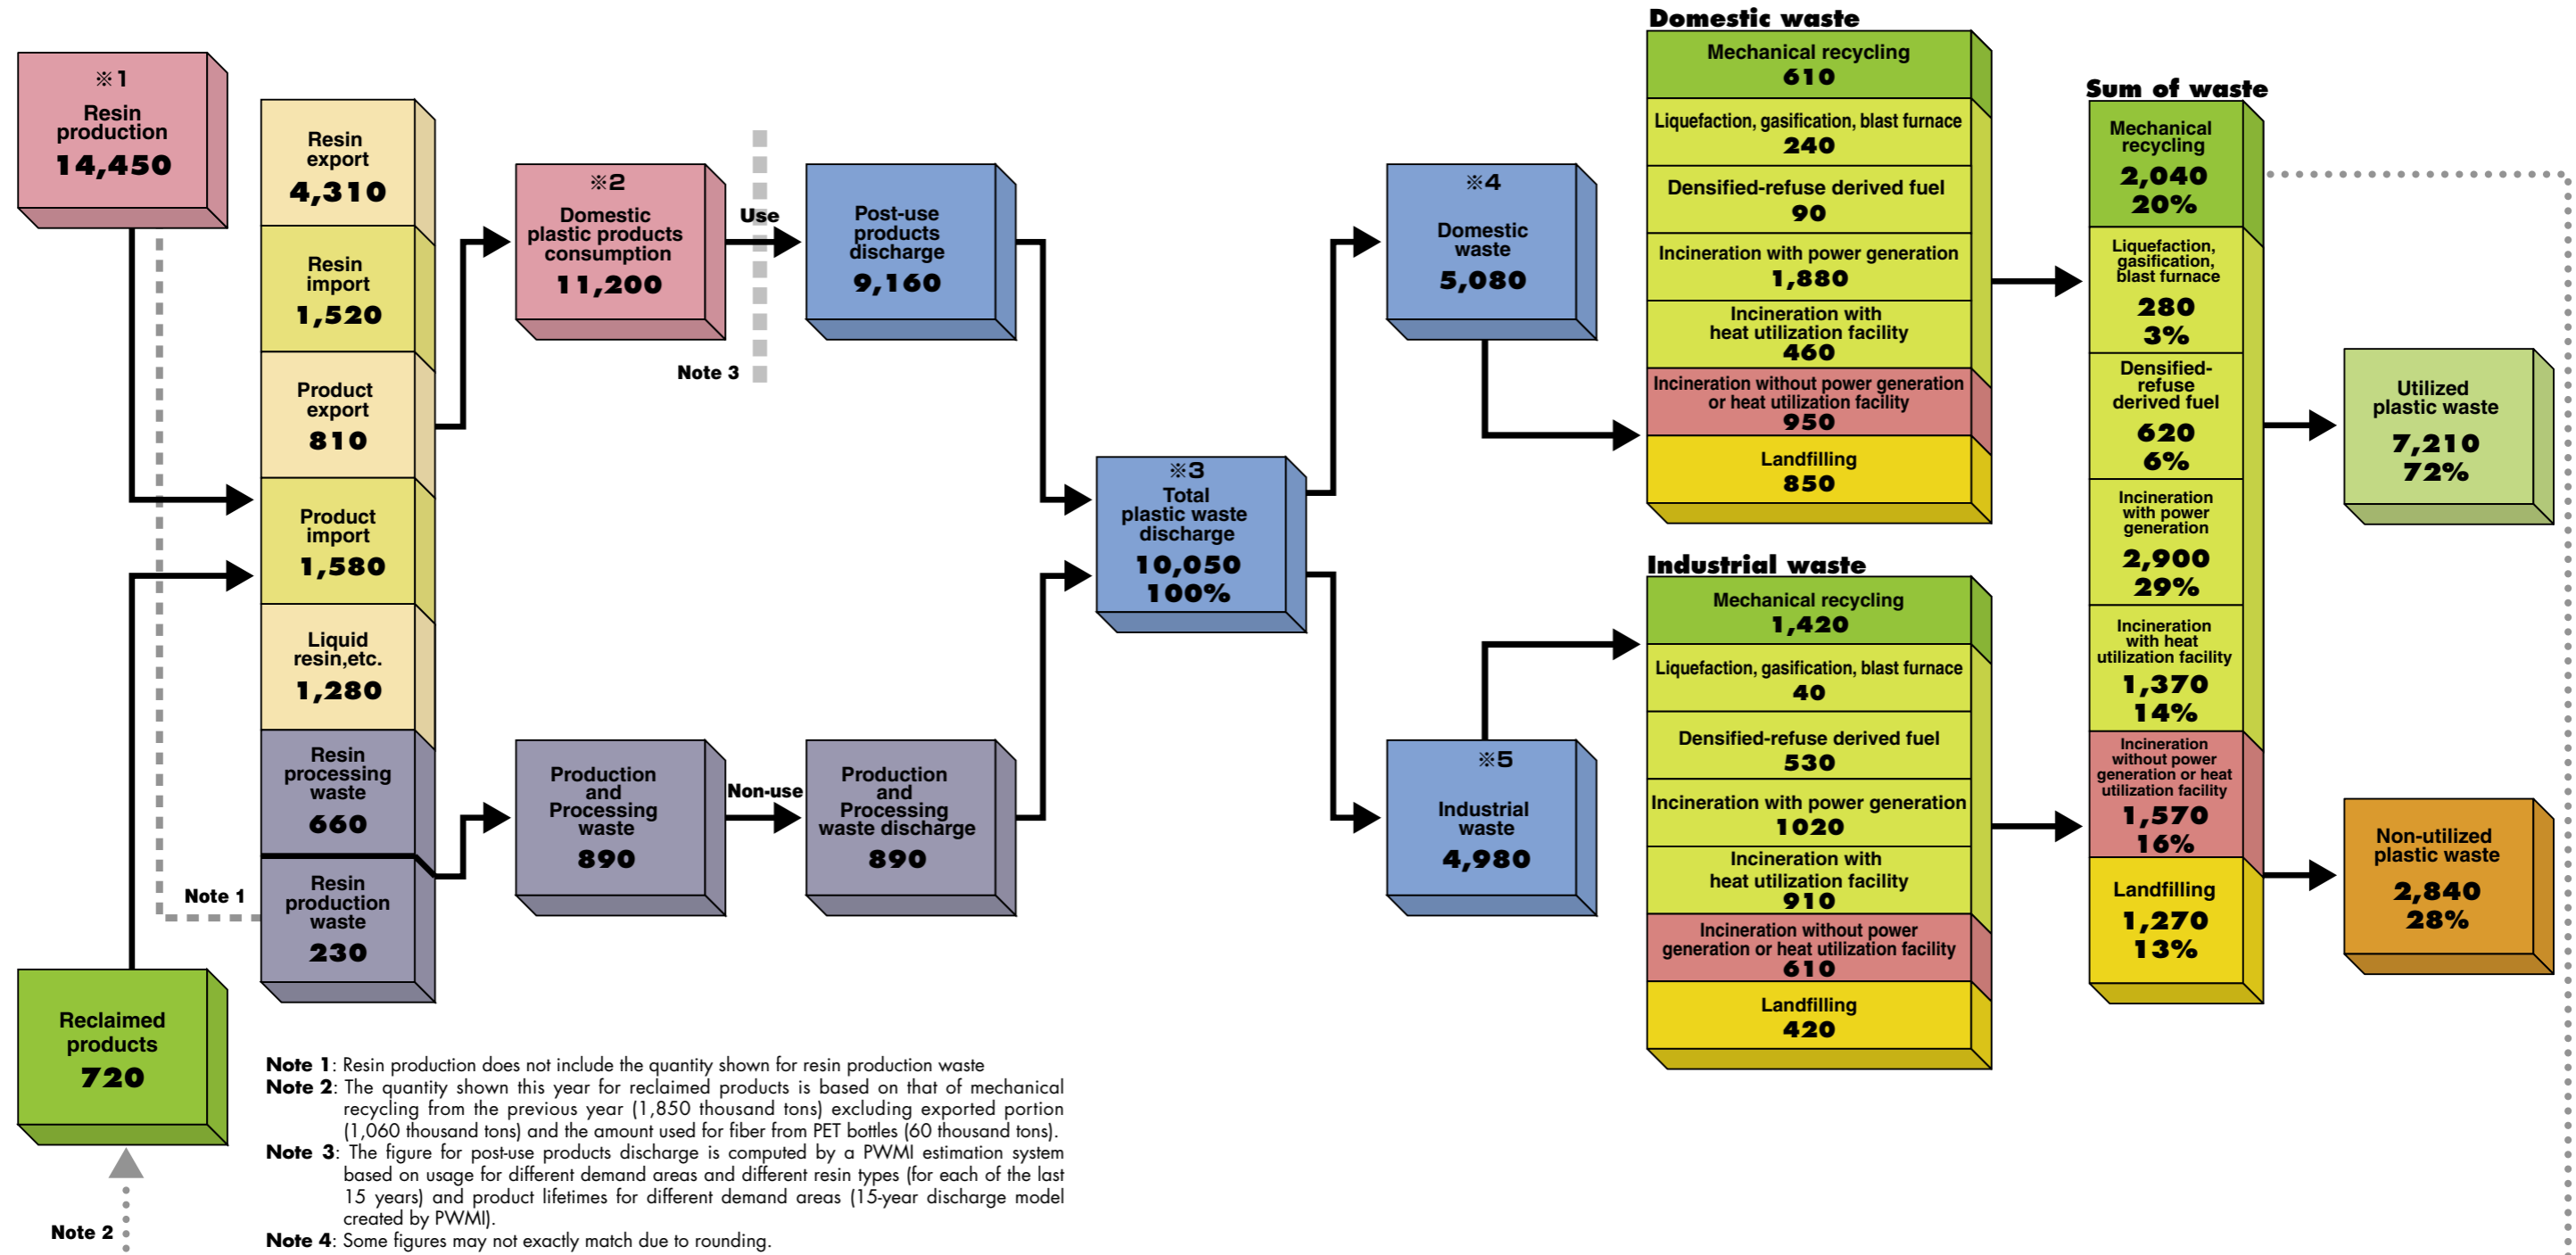 ※1
Resin
production
14,450
Resin
export
4,310
Resin
import
1,520
Product
export
810
Product
import
1,580
Liquid
resin,etc.
1,280
Resin
processing
waste
660
Resin
production
waste
230
Note 1
Reclaimed
products
720
Note 2
※2
Domestic
plastic products
consumption
11,200
Use
Note 3
Post-use
products
discharge
9,160
Production
and
Processing
waste
890
Non-use
Production
and
Processing
waste discharge
890
※3
Total
plastic waste
discharge
10,050
100%
※4
Domestic
waste
5,080
※5
Industrial
waste
4,980
Domestic waste
Mechanical recycling
610
Liquefaction, gasification, blast furnace
240
Densified-refuse derived fuel
90
Incineration with power generation
1,880
Incineration with
heat utilization facility
460
Incineration without power generation
or heat utilization facility
950
Landfilling
850
Industrial waste
Mechanical recycling
1,420
Liquefaction, gasification, blast furnace
40
Densified-refuse derived fuel
530
Incineration with power generation
1020
Incineration with
heat utilization facility
910
Incineration without power
generation or heat utilization facility
610
Landfilling
420
Sum of waste
Mechanical
recycling
2,040
20%
Liquefaction,
gasification,
blast furnace
280
3%
Densified-
refuse
derived fuel
620
6%
Incineration
with power
generation
2,900
29%
Incineration
with heat
utilization facility
1,370
14%
Incineration
without power
generation or heat
utilization facility
1,570
16%
Landfilling
1,270
13%
Utilized
plastic waste
7,210
72%
Non-utilized
plastic waste
2,840
28%
Note 1: Resin production does not include the quantity shown for resin production waste
Note 2: The quantity shown this year for reclaimed products is based on that of mechanical
recycling from the previous year (1,850 thousand tons) excluding exported portion
(1,060 thousand tons) and the amount used for fiber from PET bottles (60 thousand tons).
Note 3: The figure for post-use products discharge is computed by a PWMI estimation system
based on usage for different demand areas and different resin types (for each of the last
15 years) and product lifetimes for different demand areas (15-year discharge model
created by PWMI).
Note 4: Some figures may not exactly match due to rounding.